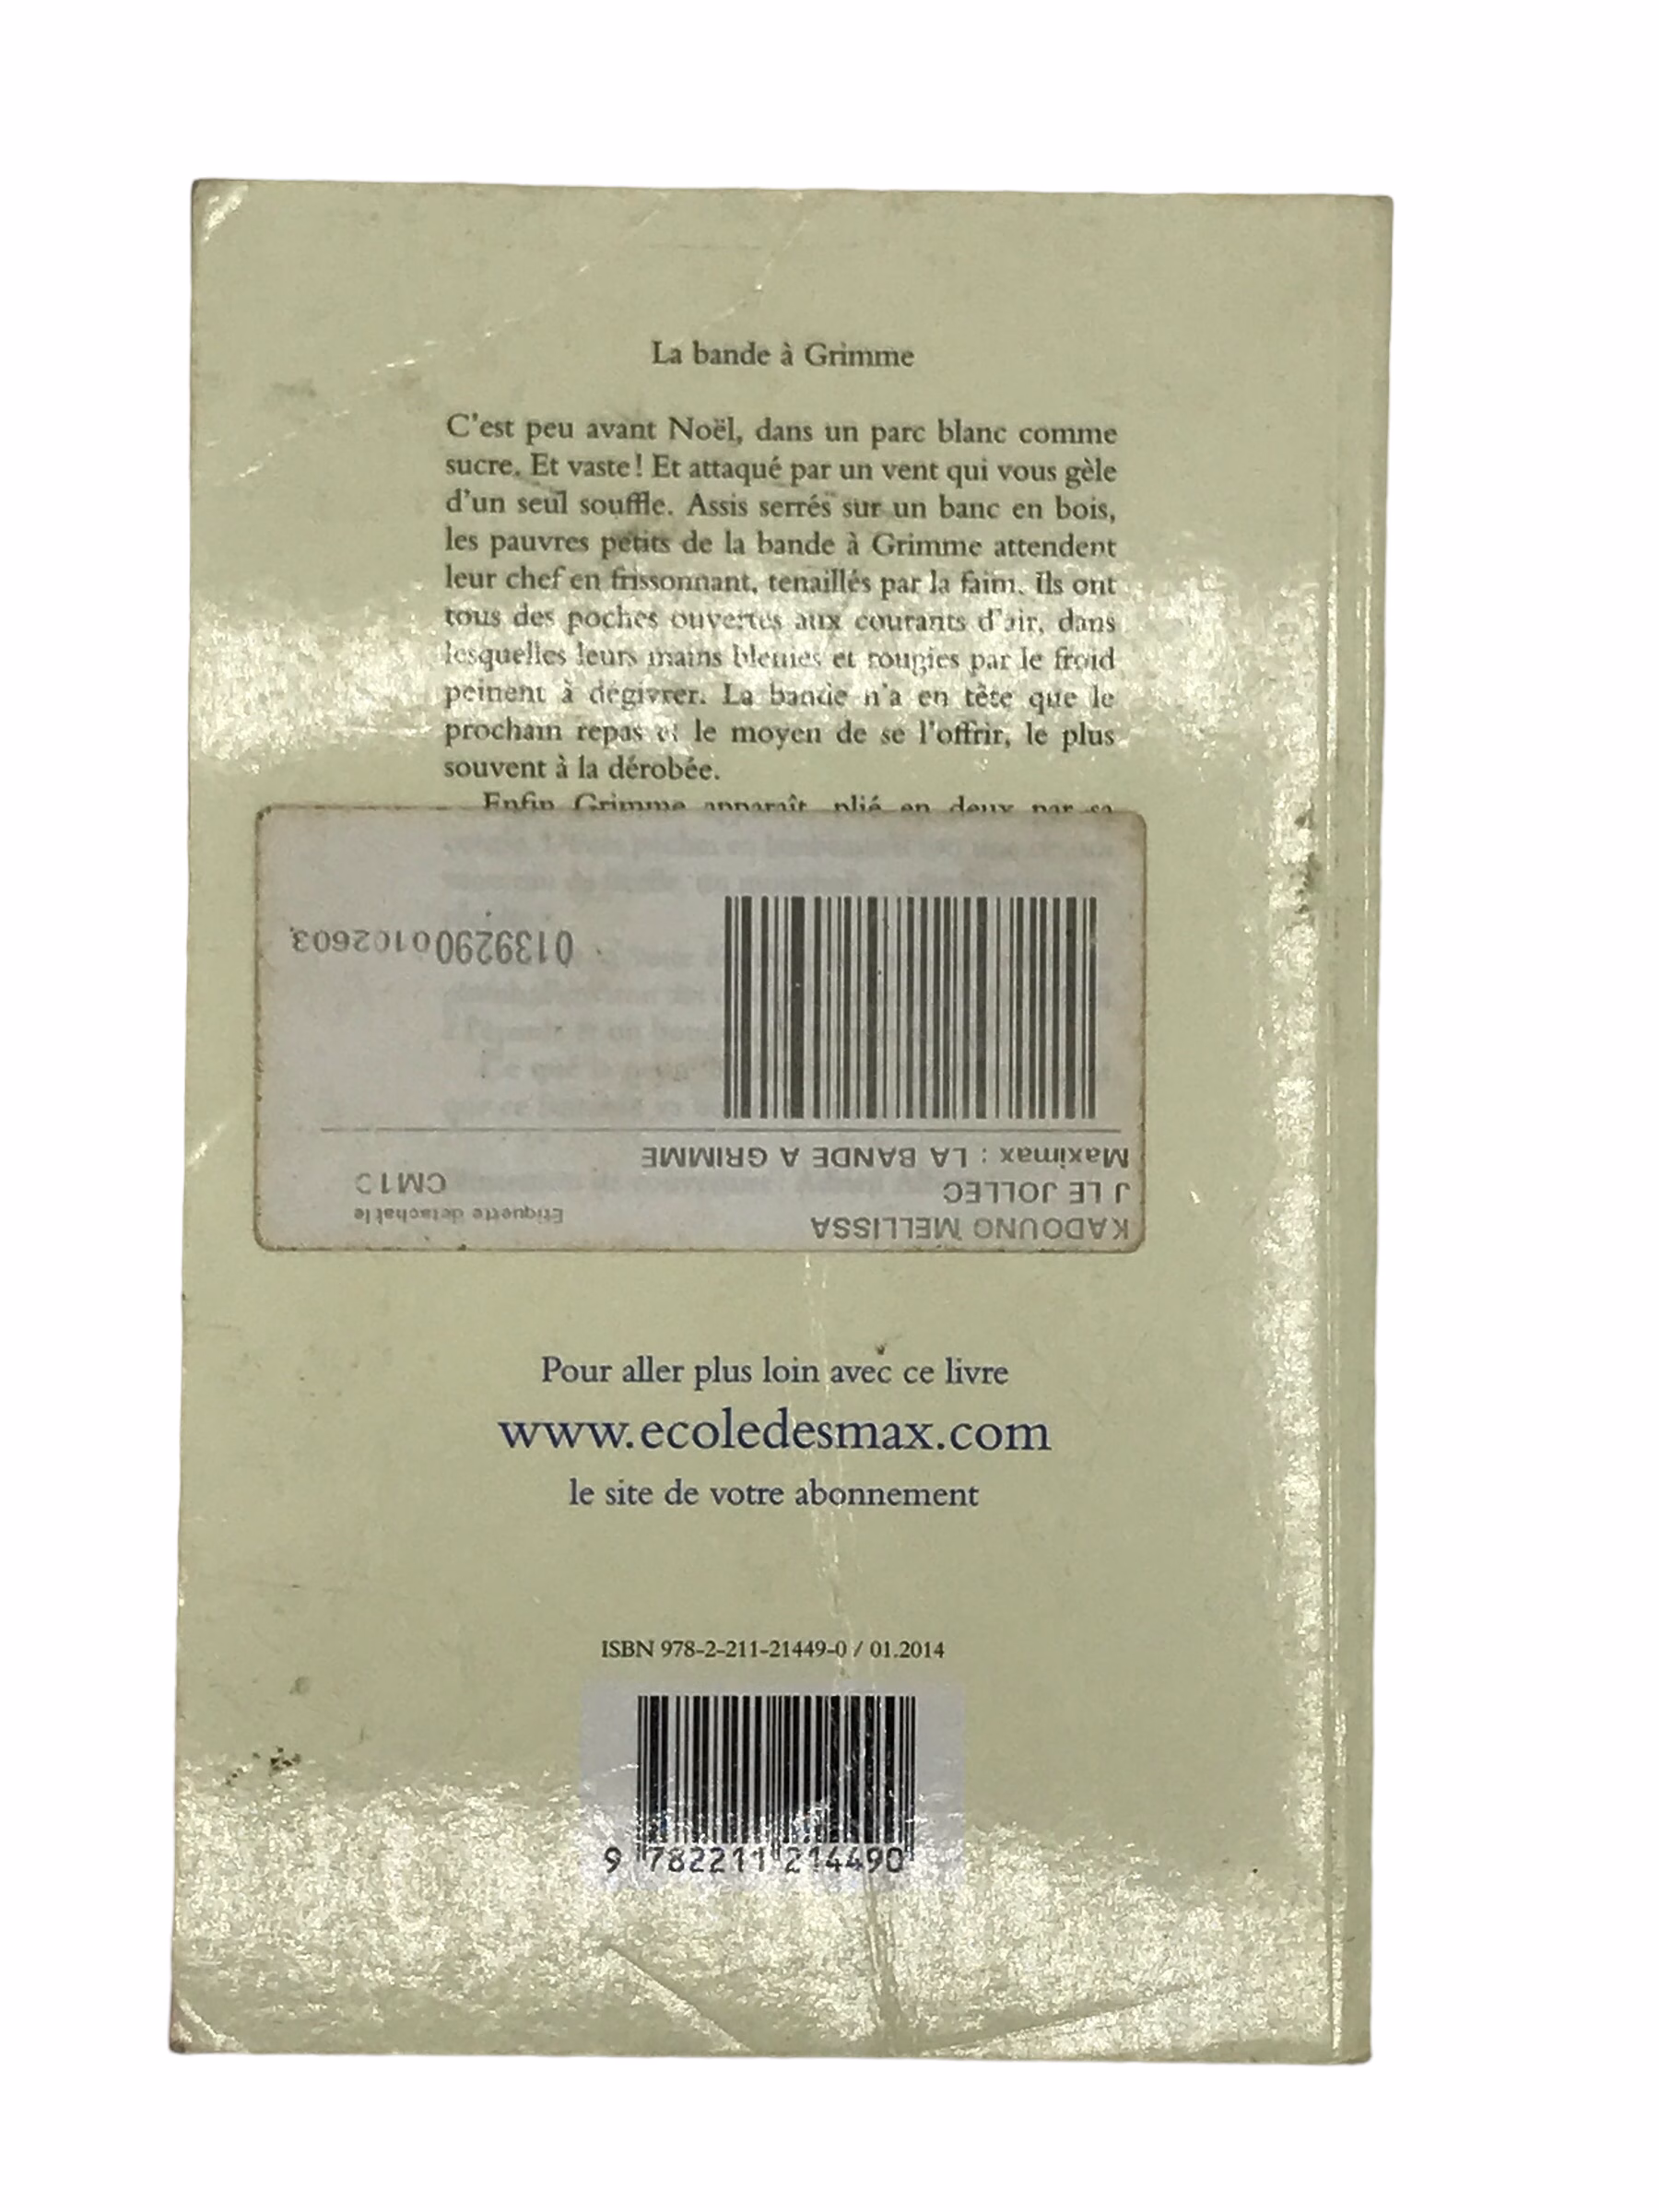 La bande à Grimme
C'est peu avant Noël, dans un parc blanc comme
sucre. Et vaste ! Et attaqué par un vent qui vous gèle
d'un seul souffle. Assis serrés sur un banc en bois,
les pauvres petits de la bande à Grimme attendent
leur chef en frissonnant, tenaillés par la faim. Ils ont
tous des poches ouvertes aux courants d'air, dans
lesquelles leurs mains bleuies et rougies par le froid
peinent à dégivrer. La bande n'a en tête que le
prochain repas et le moyen de se l'offrir, le plus
souvent à la dérobée.
Enfin Grimme apparaît, plié en deux par sa
KADOUNG MELLISSA
Etiquette detachable
J LE JOLLEC
CM1
Maximax : LA BANDE A GRIMME
01392900102603
Pour aller plus loin avec ce livre
www.ecoledesmax.com
le site de votre abonnement
ISBN 978-2-211-21449-0 / 01.2014
9 782211 214490